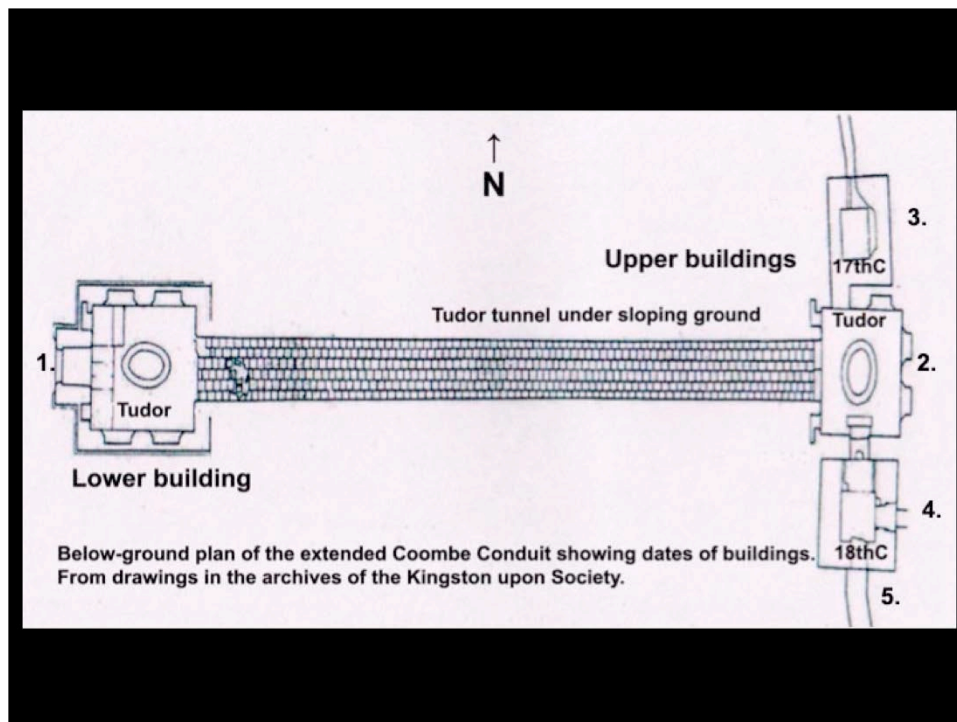 ↑
N
3.
17thC
Upper buildings
Tudor tunnel under sloping ground
Tudor
1.
2.
Tudor
Lower building
4.
Below-ground plan of the extended Coombe Conduit showing dates of buildings.
18thC
From drawings in the archives of the Kingston upon Society.
5.